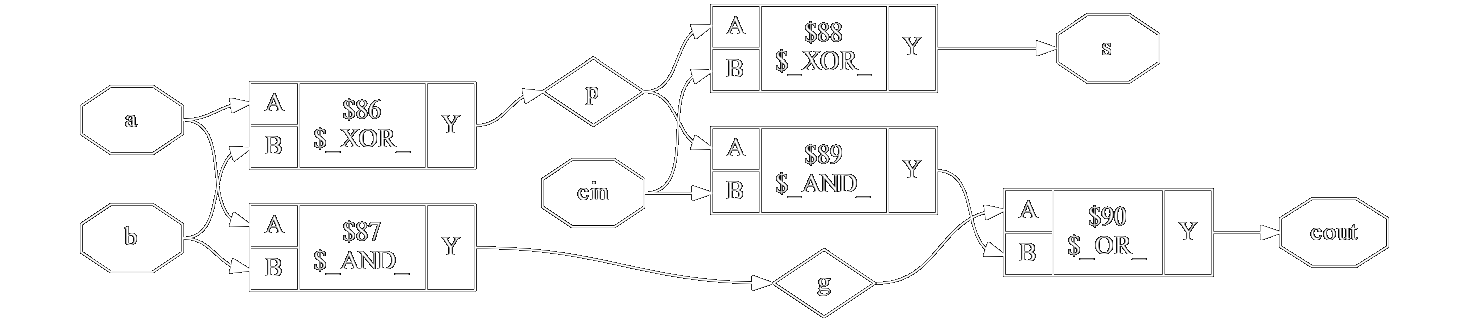 a
b
A
B
$86
$_XOR_
Y
A
B
$87
$_AND_
Y
p
cin
A
B
$88
$_XOR_
Y
A
B
$89
$_AND_
Y
g
s
A
B
$90
$_OR_
Y
cout